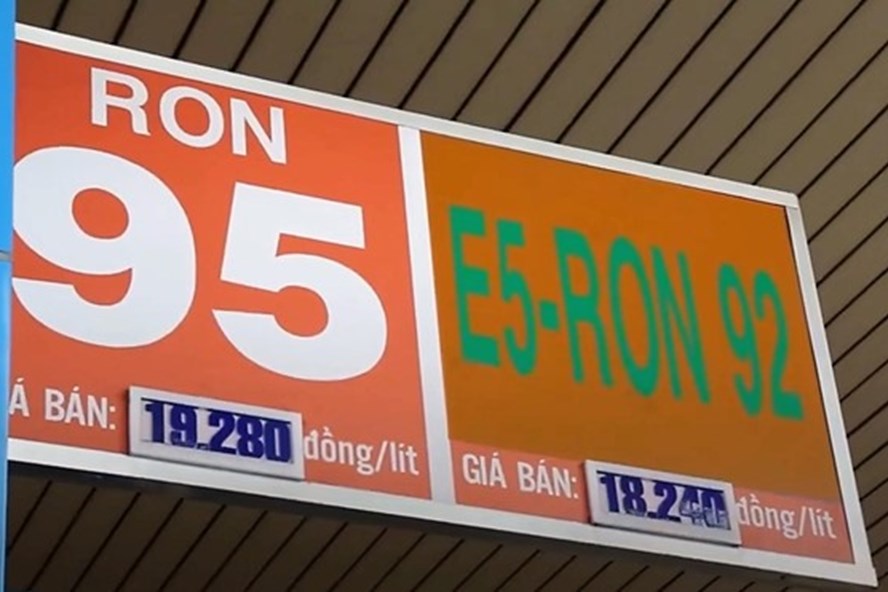 RON
95
Á BÁN: 19.280 đồng/lít
E5-RON 92
GIÁ BÁN: 18.240 đồng/lít